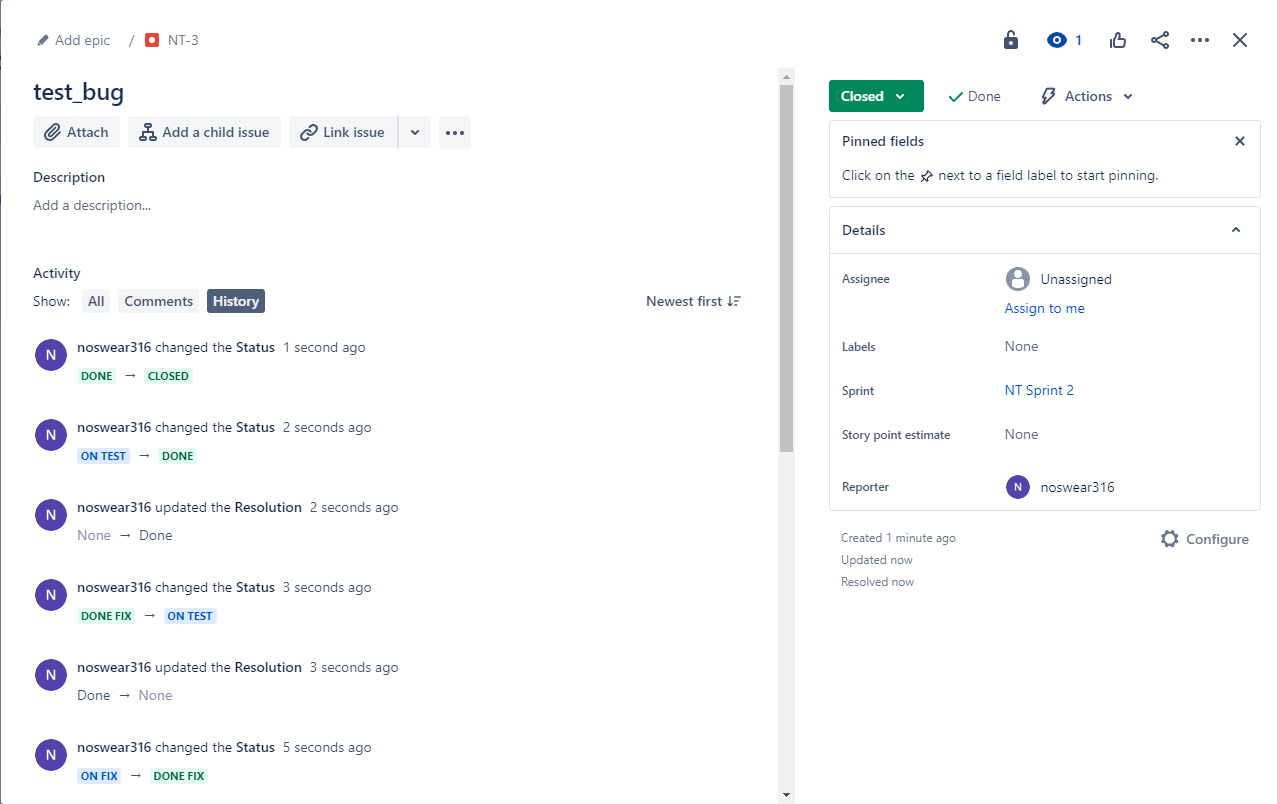 Add epic / NT-3
1
test_bug
Attach
Add a child issue
Link issue
Description
Add a description...
Activity
Show: All Comments History
Newest first
N noswear316 changed the Status 1 second ago
DONE → CLOSED
N noswear316 changed the Status 2 seconds ago
ON TEST → DONE
N noswear316 updated the Resolution 2 seconds ago
None → Done
N noswear316 changed the Status 3 seconds ago
DONE FIX → ON TEST
N noswear316 updated the Resolution 3 seconds ago
Done → None
N noswear316 changed the Status 5 seconds ago
ON FIX → DONE FIX
Closed
Done
Actions
Pinned fields
Click on the next to a field label to start pinning.
Details
Assignee Unassigned
Assign to me
Labels None
Sprint NT Sprint 2
Story point estimate None
Reporter N noswear316
Created 1 minute ago
Updated now
Resolved now
Configure